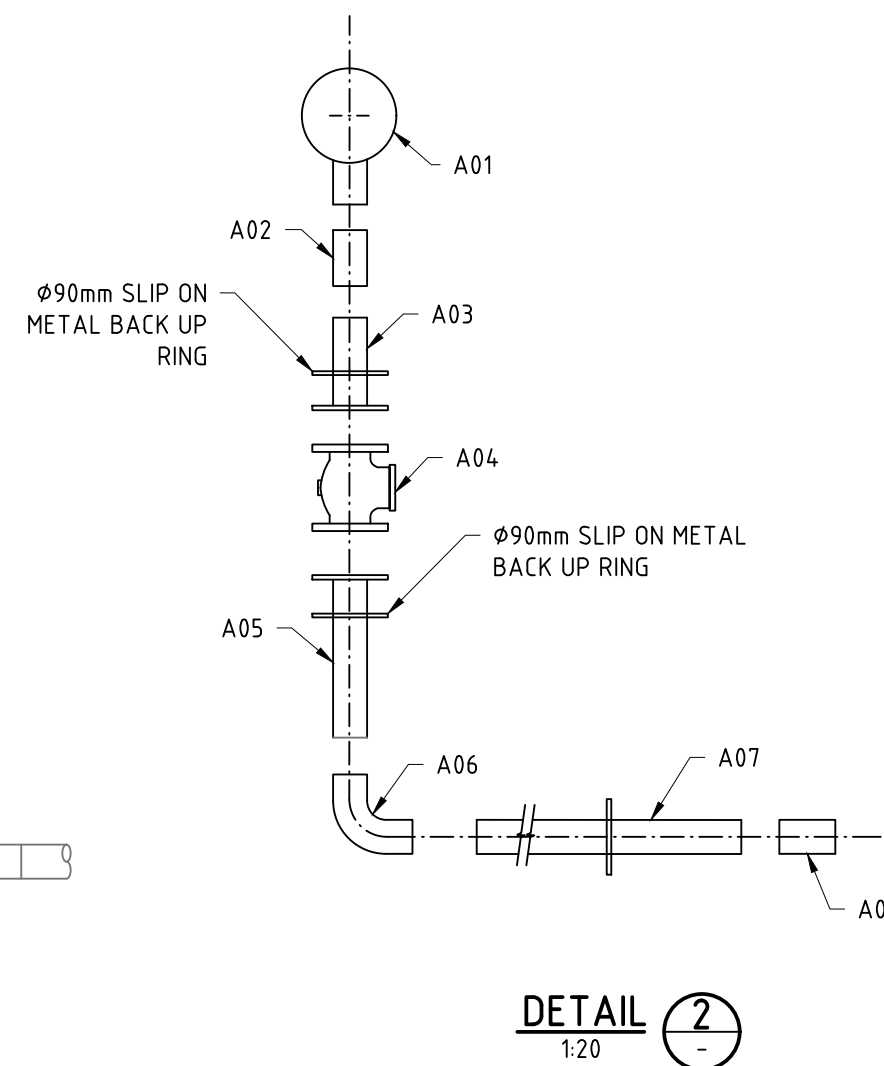 A01
A02
Ø90mm SLIP ON
METAL BACK UP
RING
A03
A04
Ø90mm SLIP ON METAL
BACK UP RING
A05
A06
A07
DETAIL
1:20
2
-